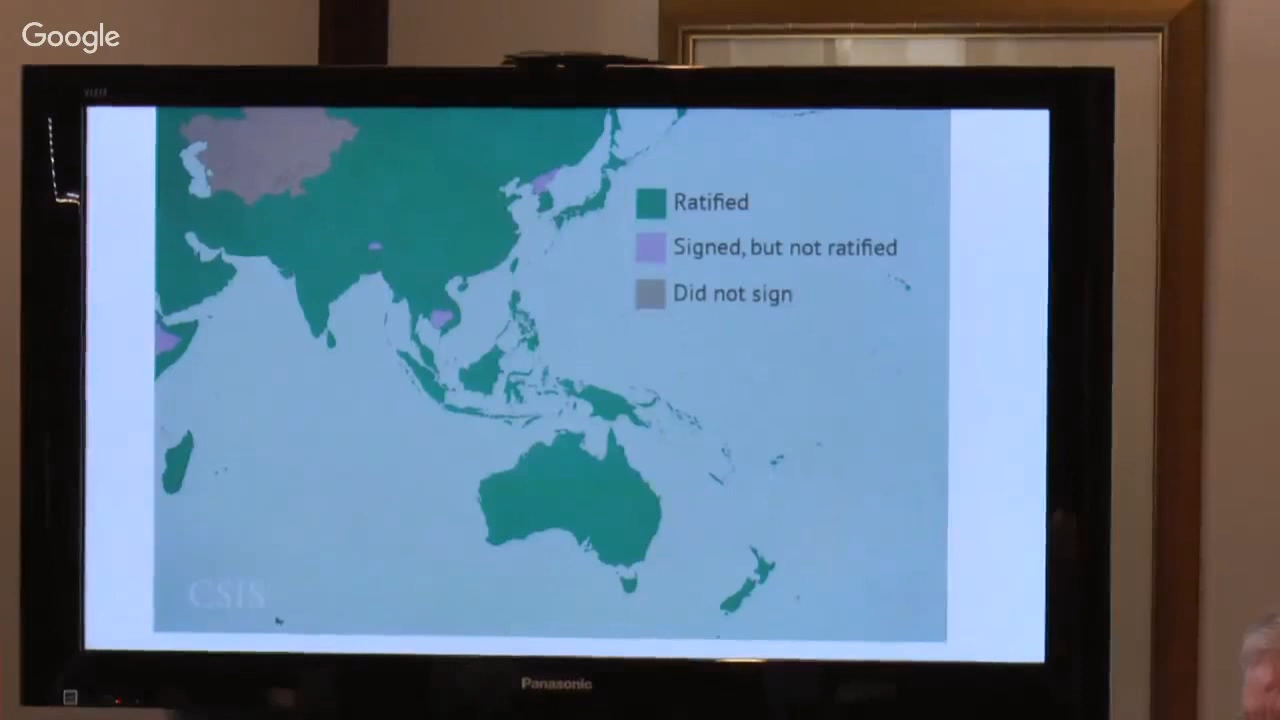 Google
Ratified
Signed, but not ratified
Did not sign
CSIS
Panasonic